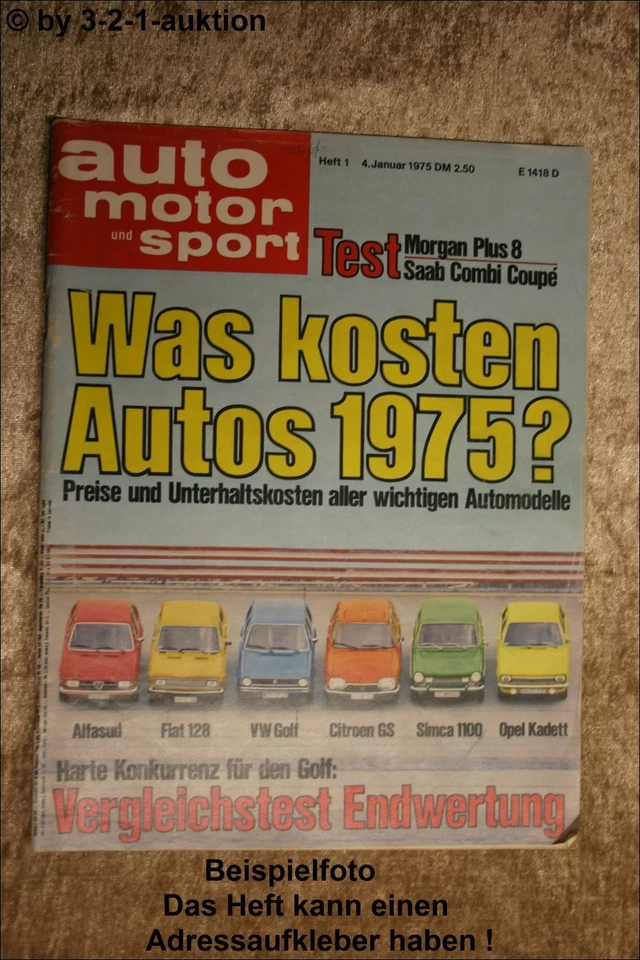 © by 3-2-1-auktion
auto
motor
und sport
Heft 1 4. Januar 1975 DM 2.50 E 1418 D
Test Morgan Plus 8
Saab Combi Coupé
Was kosten
Autos 1975?
Preise und Unterhaltskosten aller wichtigen Automodelle
Alfasud Fiat 128 VW Golf Citroen GS Simca 1100 Opel Kadett
Harte Konkurrenz für den Golf:
Vergleichstest Endwertung
Beispielfoto
Das Heft kann einen
Adressaufkleber haben !